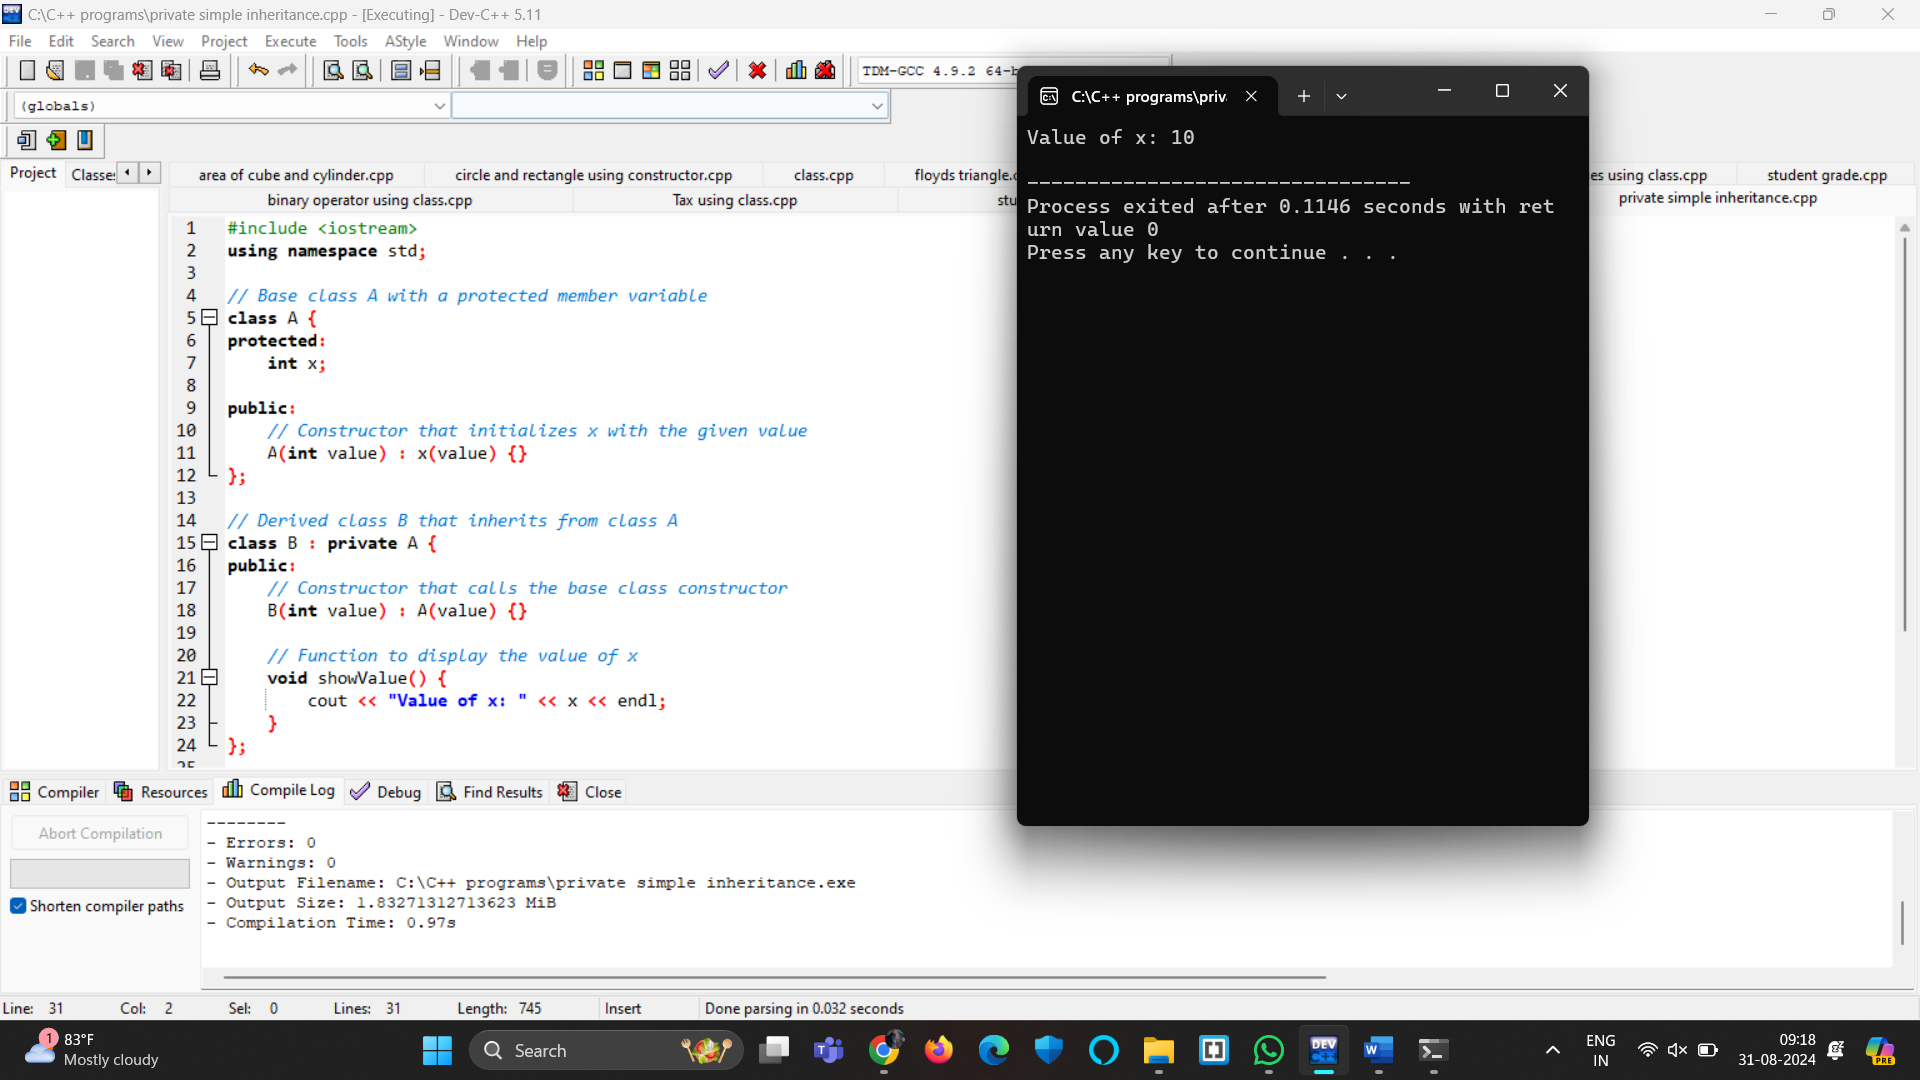 C:\C++ programs\private simple inheritance.cpp - [Executing] - Dev-C++ 5.11
File Edit Search View Project Execute Tools AStyle Window Help
TDM-GCC 4.9.2 64-b
(globals)
Project Classes
area of cube and cylinder.cpp circle and rectangle using constructor.cpp class.cpp floyds triangle.c es using class.cpp student grade.cpp
binary operator using class.cpp Tax using class.cpp stu private simple inheritance.cpp
1 #include <iostream>
2 using namespace std;
3
4 // Base class A with a protected member variable
5 class A {
6 protected:
7 int x;
8
9 public:
10 // Constructor that initializes x with the given value
11 A(int value) : x(value) {}
12 };
13
14 // Derived class B that inherits from class A
15 class B : private A {
16 public:
17 // Constructor that calls the base class constructor
18 B(int value) : A(value) {}
19
20 // Function to display the value of x
21 void showValue() {
22 cout << "Value of x: " << x << endl;
23 }
24 };
25
C:\C++ programs\priv
Value of x: 10
--------------------------------
Process exited after 0.1146 seconds with ret
urn value 0
Press any key to continue . . .
Compiler Resources Compile Log Debug Find Results Close
Abort Compilation
Shorten compiler paths
--------
- Errors: 0
- Warnings: 0
- Output Filename: C:\C++ programs\private simple inheritance.exe
- Output Size: 1.83271312713623 MiB
- Compilation Time: 0.97s
Line: 31 Col: 2 Sel: 0 Lines: 31 Length: 745 Insert Done parsing in 0.032 seconds
1
83°F
Mostly cloudy
Search
DEV
W
ENG
IN
09:18
31-08-2024
PRE